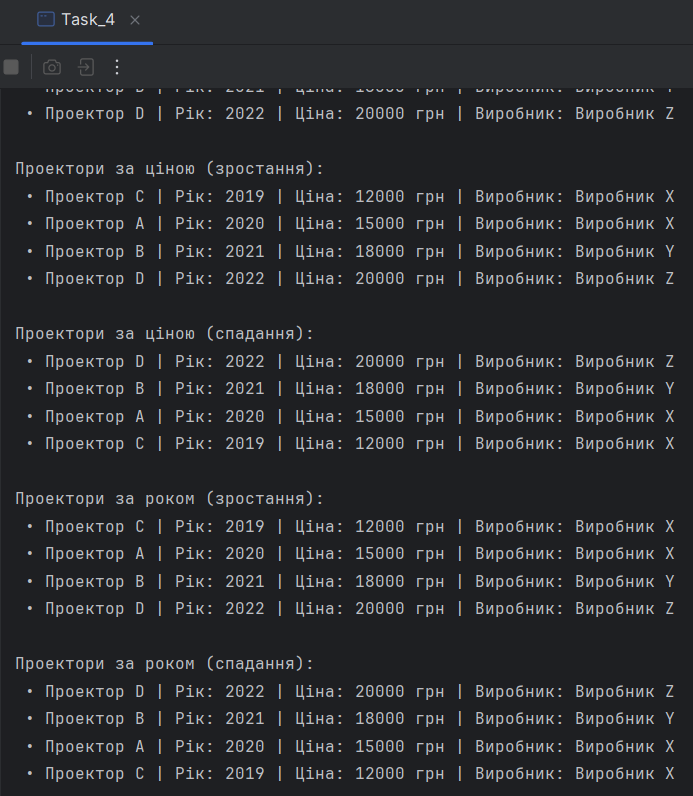 Task_4
• Проектор D | Рік: 2022 | Ціна: 20000 грн | Виробник: Виробник Z
Проектори за ціною (зростання):
• Проектор C | Рік: 2019 | Ціна: 12000 грн | Виробник: Виробник X
• Проектор A | Рік: 2020 | Ціна: 15000 грн | Виробник: Виробник X
• Проектор B | Рік: 2021 | Ціна: 18000 грн | Виробник: Виробник Y
• Проектор D | Рік: 2022 | Ціна: 20000 грн | Виробник: Виробник Z
Проектори за ціною (спадання):
• Проектор D | Рік: 2022 | Ціна: 20000 грн | Виробник: Виробник Z
• Проектор B | Рік: 2021 | Ціна: 18000 грн | Виробник: Виробник Y
• Проектор A | Рік: 2020 | Ціна: 15000 грн | Виробник: Виробник X
• Проектор C | Рік: 2019 | Ціна: 12000 грн | Виробник: Виробник X
Проектори за роком (зростання):
• Проектор C | Рік: 2019 | Ціна: 12000 грн | Виробник: Виробник X
• Проектор A | Рік: 2020 | Ціна: 15000 грн | Виробник: Виробник X
• Проектор B | Рік: 2021 | Ціна: 18000 грн | Виробник: Виробник Y
• Проектор D | Рік: 2022 | Ціна: 20000 грн | Виробник: Виробник Z
Проектори за роком (спадання):
• Проектор D | Рік: 2022 | Ціна: 20000 грн | Виробник: Виробник Z
• Проектор B | Рік: 2021 | Ціна: 18000 грн | Виробник: Виробник Y
• Проектор A | Рік: 2020 | Ціна: 15000 грн | Виробник: Виробник X
• Проектор C | Рік: 2019 | Ціна: 12000 грн | Виробник: Виробник X